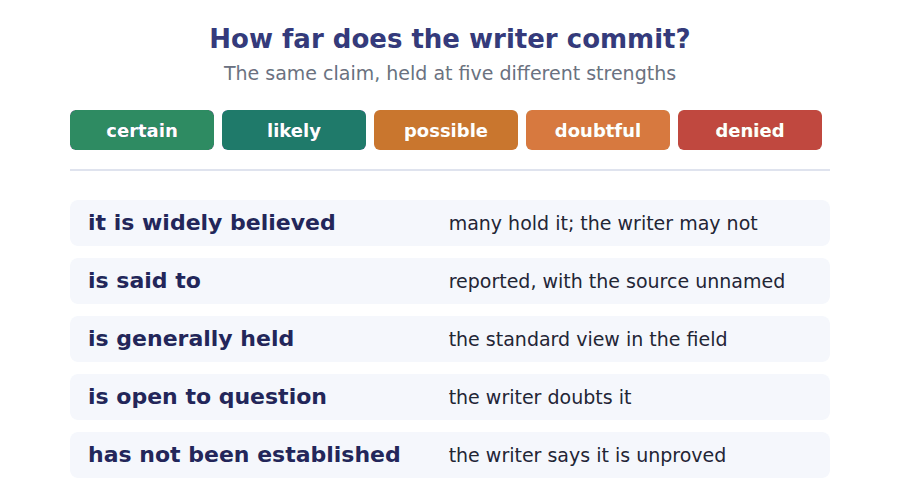 How far does the writer commit?
The same claim, held at five different strengths
certain likely possible doubtful denied
it is widely believed many hold it; the writer may not
is said to reported, with the source unnamed
is generally held the standard view in the field
is open to question the writer doubts it
has not been established the writer says it is unproved